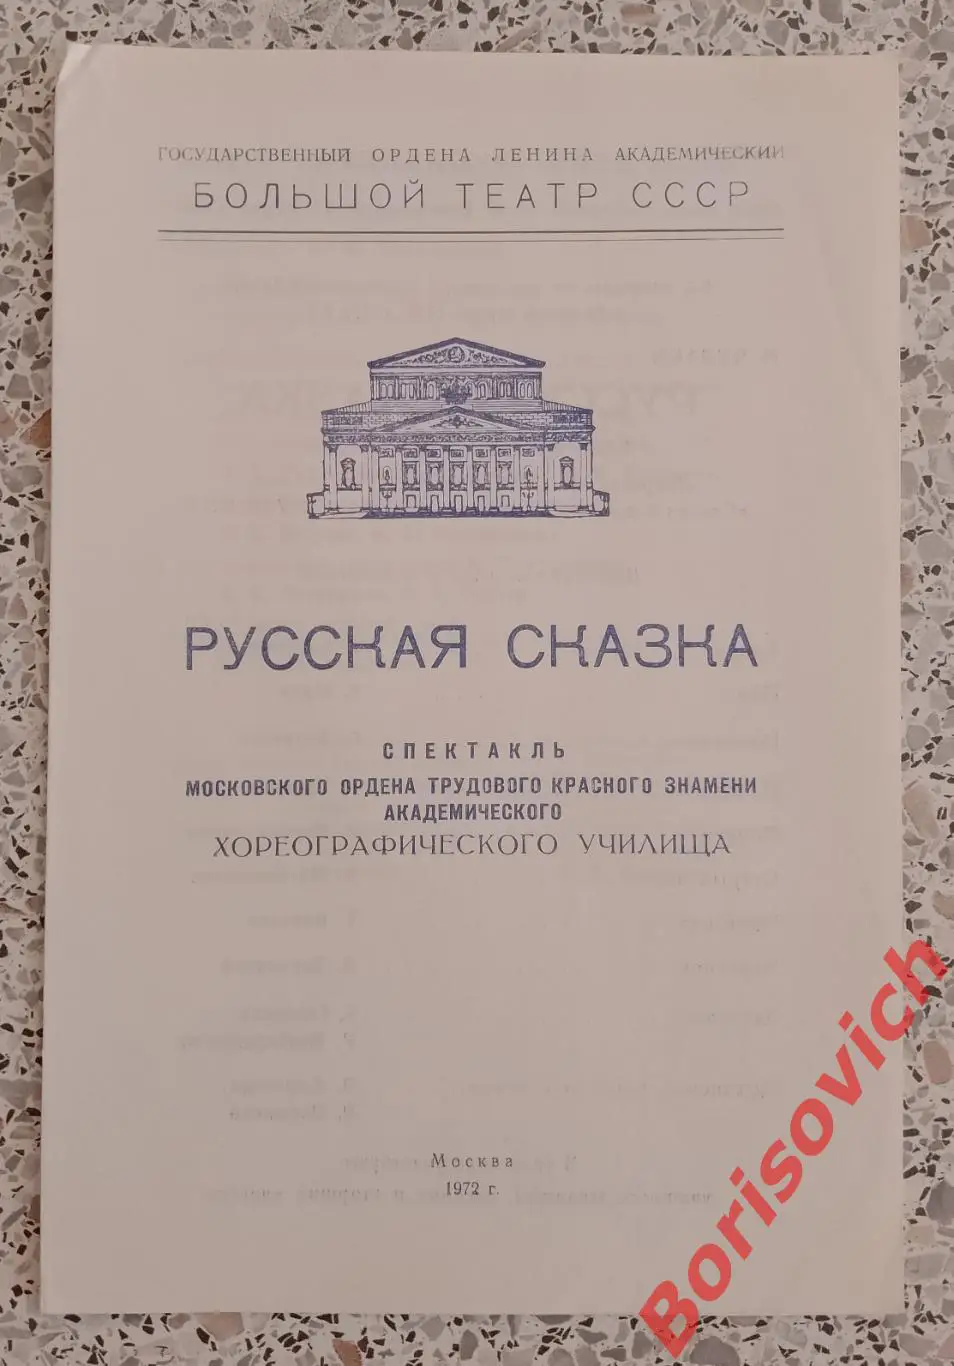 ГОСУДАРСТВЕННЫЙ ОРДЕНА ЛЕНИНА АКАДЕМИЧЕСКИЙ
БОЛЬШОЙ ТЕАТР СССР
РУССКАЯ СКАЗКА
СПЕКТАКЛЬ
МОСКОВСКОГО ОРДЕНА ТРУДОВОГО КРАСНОГО ЗНАМЕНИ
АКАДЕМИЧЕСКОГО
ХОРЕОГРАФИЧЕСКОГО УЧИЛИЩА
Москва
1972 г.
Borisovich